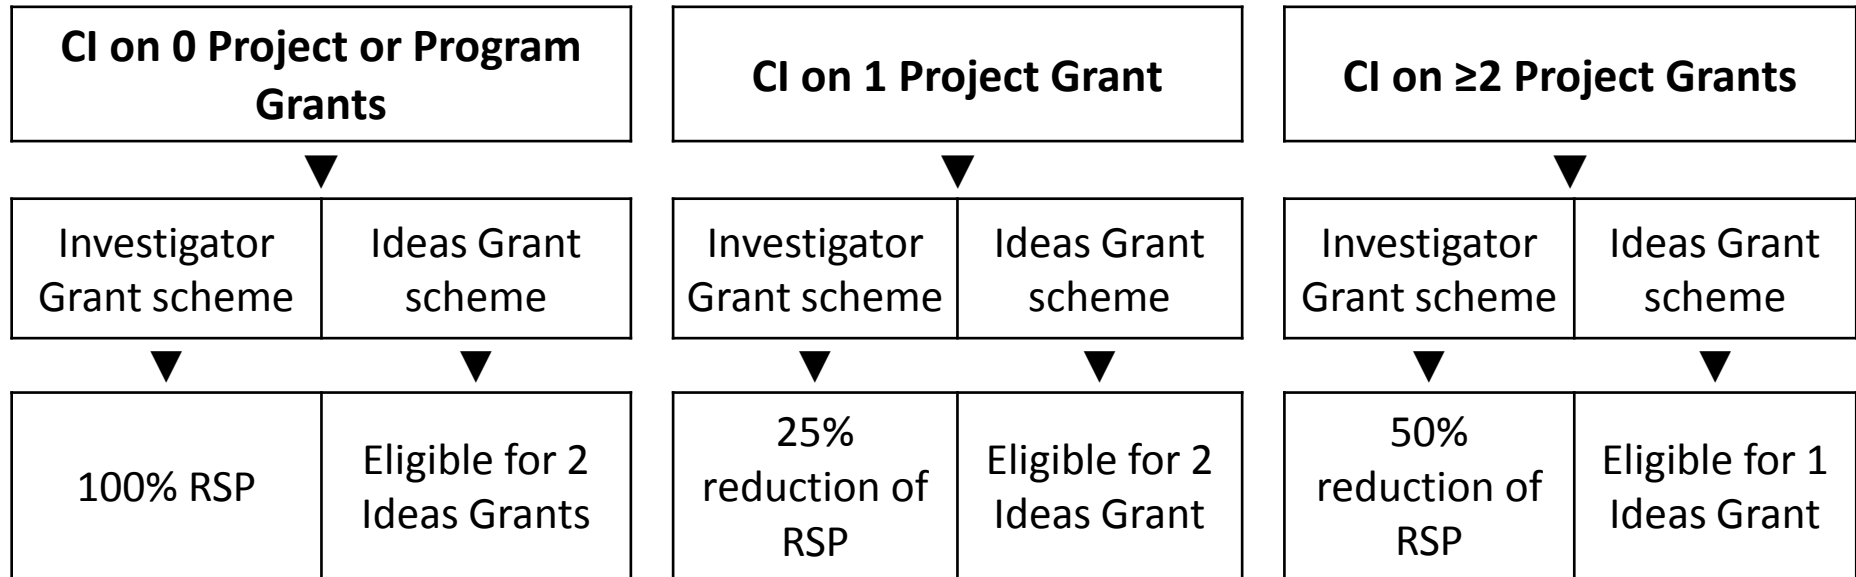 CI on 0 Project or Program
Grants
CI on 1 Project Grant
CI on ≥2 Project Grants
Investigator
Grant scheme
Ideas Grant
scheme
Investigator
Grant scheme
Ideas Grant
scheme
Investigator
Grant scheme
Ideas Grant
scheme
100% RSP
Eligible for 2
Ideas Grants
25%
reduction of
RSP
Eligible for 2
Ideas Grant
50%
reduction of
RSP
Eligible for 1
Ideas Grant